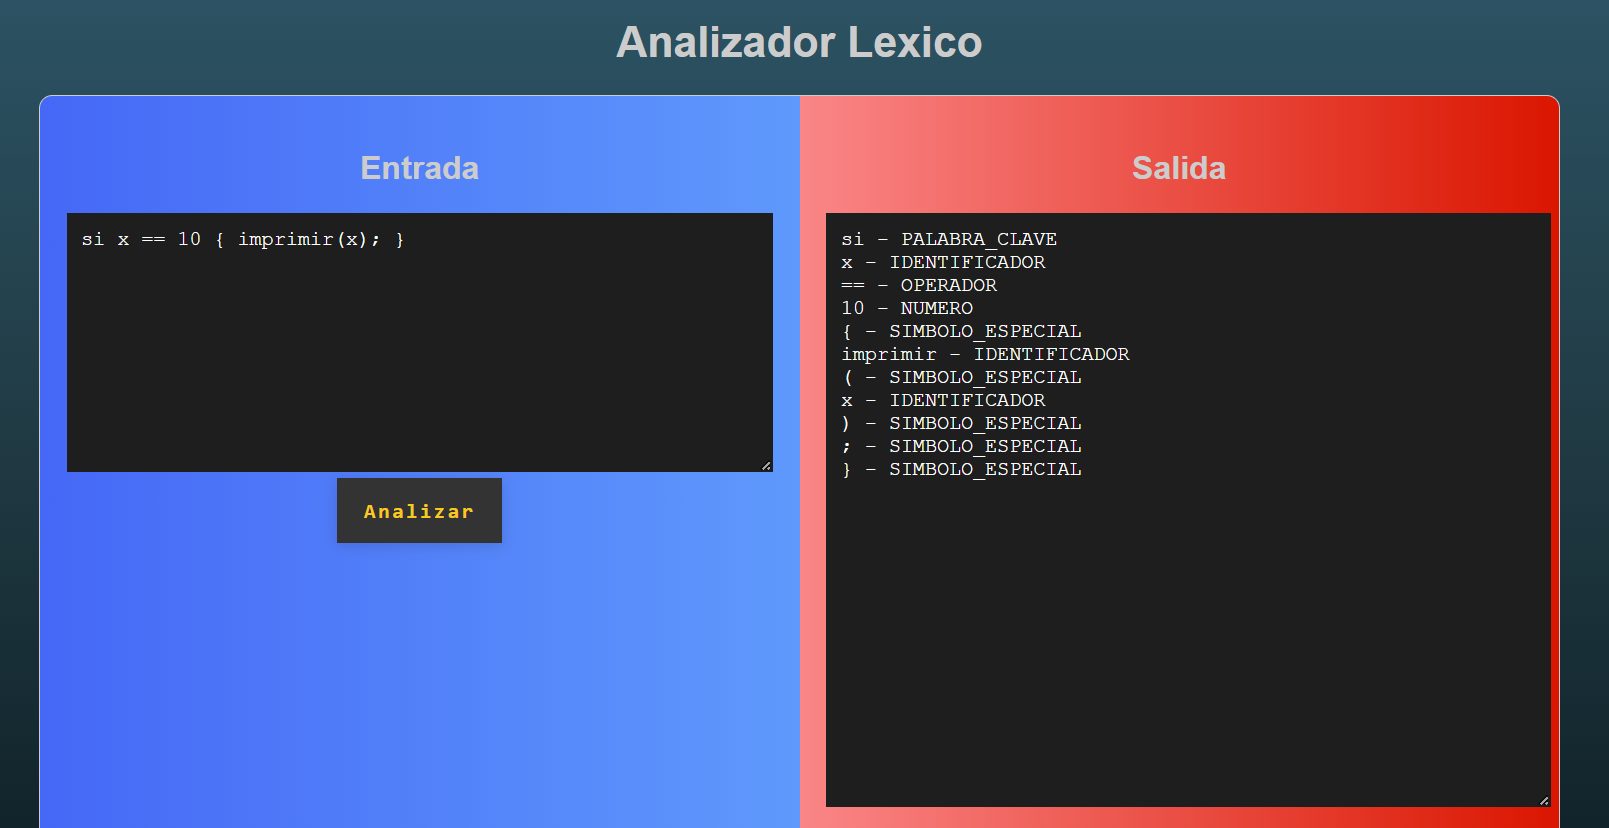 Analizador Lexico
Entrada
si x == 10 { imprimir(x); }
Analizar
Salida
si - PALABRA_CLAVE
x - IDENTIFICADOR
== - OPERADOR
10 - NUMERO
{ - SIMBOLO_ESPECIAL
imprimir - IDENTIFICADOR
( - SIMBOLO_ESPECIAL
x - IDENTIFICADOR
) - SIMBOLO_ESPECIAL
; - SIMBOLO_ESPECIAL
} - SIMBOLO_ESPECIAL